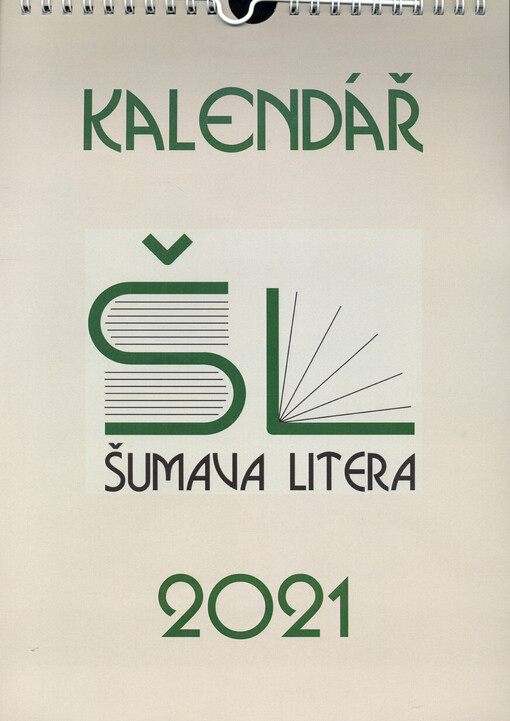 KALENDÁŘ
ŠL
ŠUMAVA LITERA
2021